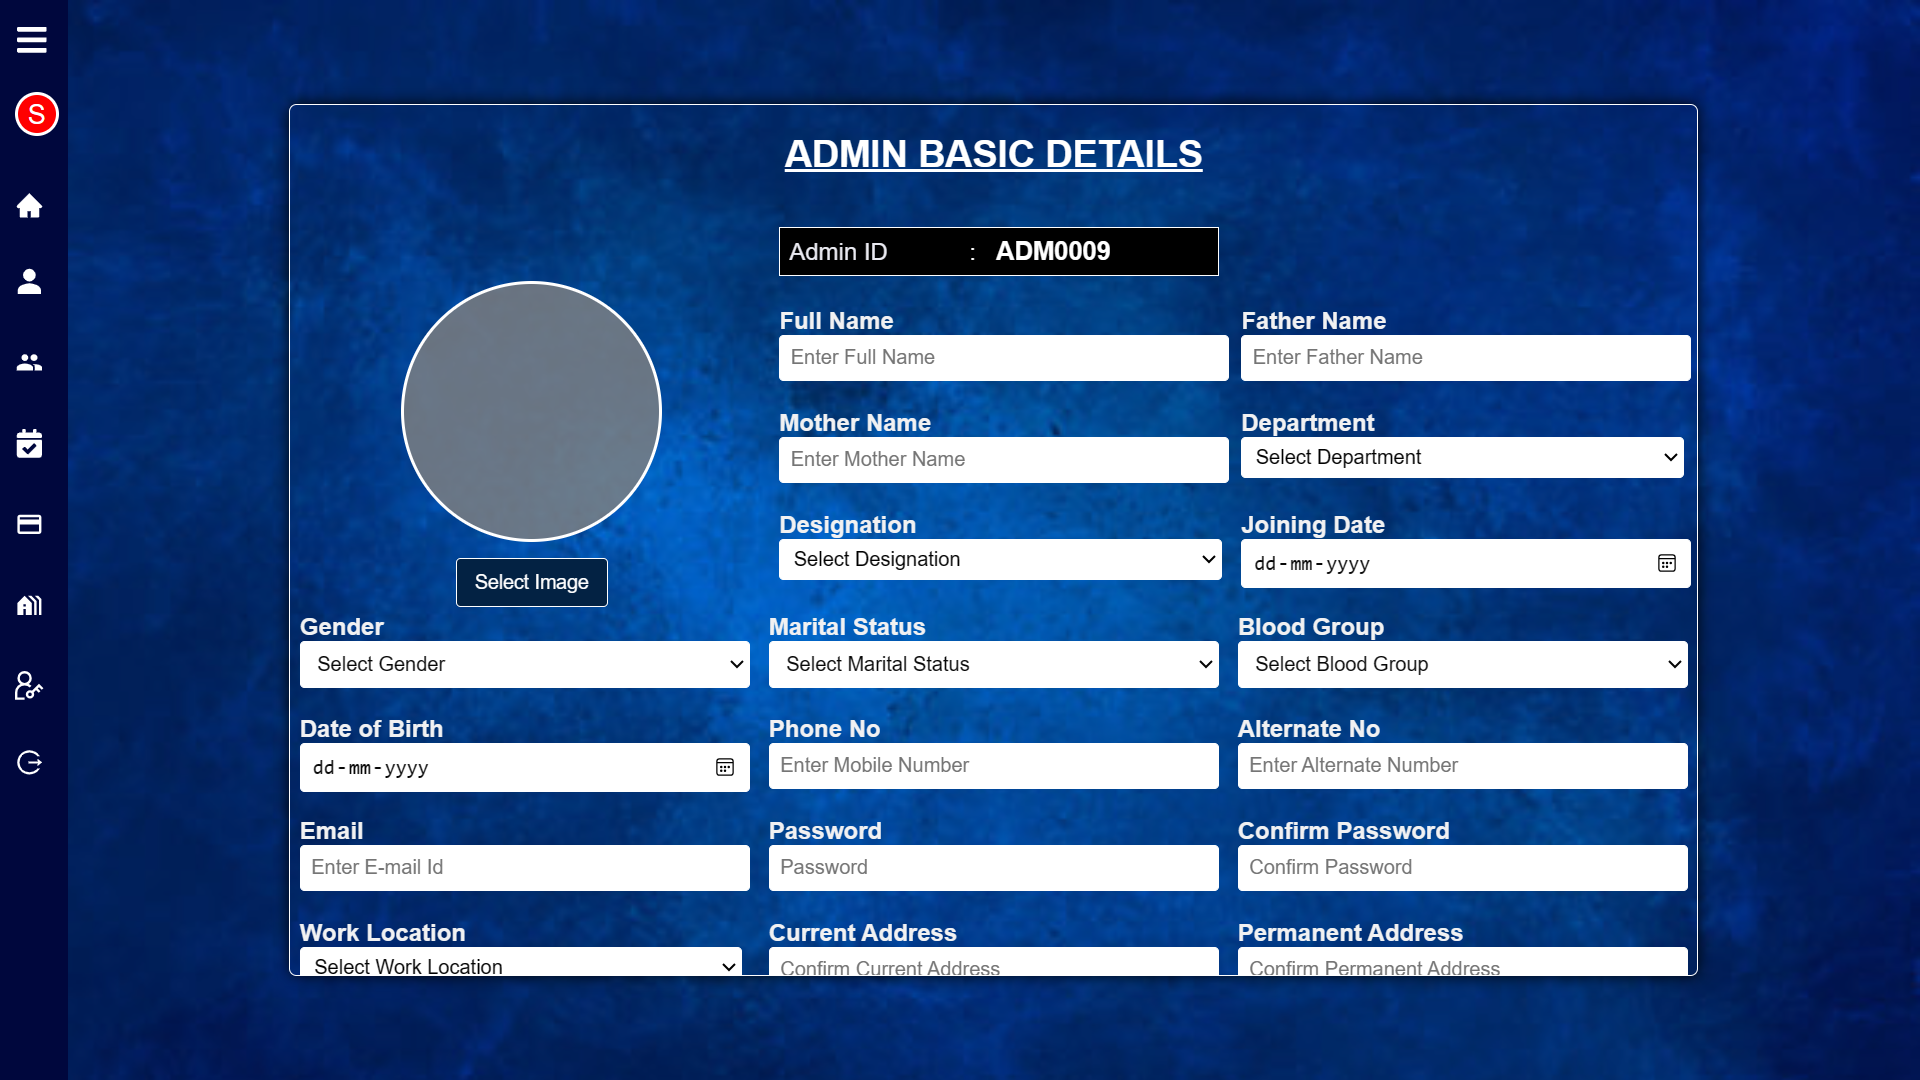 S
ADMIN BASIC DETAILS
Admin ID : ADM0009
Full Name Father Name
Enter Full Name Enter Father Name
Mother Name Department
Enter Mother Name Select Department
Designation Joining Date
Select Designation dd-mm-yyyy
Select Image
Gender Marital Status Blood Group
Select Gender Select Marital Status Select Blood Group
Date of Birth Phone No Alternate No
dd-mm-yyyy Enter Mobile Number Enter Alternate Number
Email Password Confirm Password
Enter E-mail Id Password Confirm Password
Work Location Current Address Permanent Address
Select Work Location Confirm Current Address Confirm Permanent Address